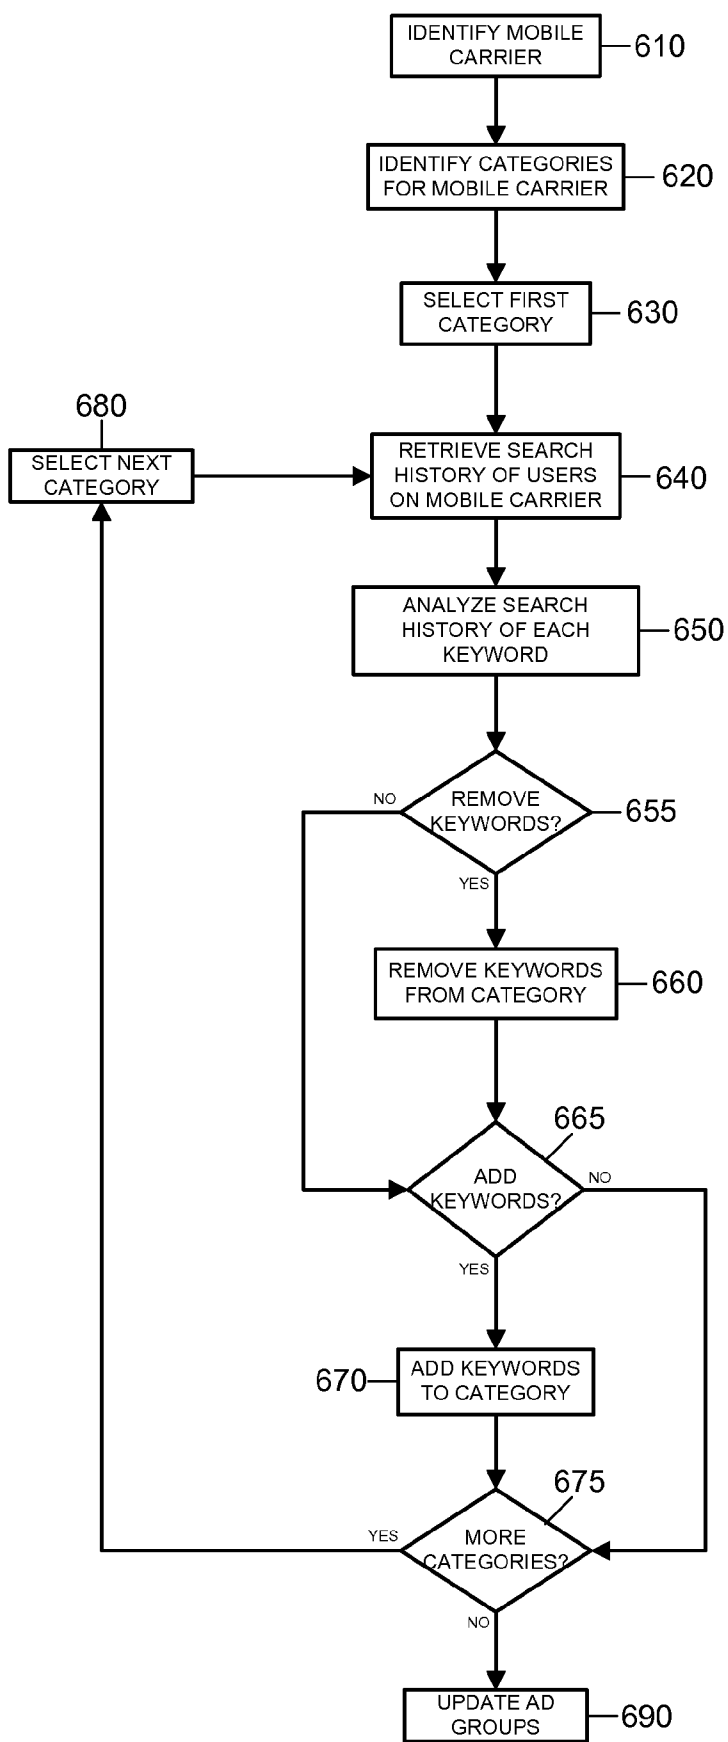 IDENTIFY MOBILE
CARRIER
610
IDENTIFY CATEGORIES
FOR MOBILE CARRIER
620
SELECT FIRST
CATEGORY
630
680
SELECT NEXT
CATEGORY
RETRIEVE SEARCH
HISTORY OF USERS
ON MOBILE CARRIER
640
ANALYZE SEARCH
HISTORY OF EACH
KEYWORD
650
NO
REMOVE
KEYWORDS?
655
YES
REMOVE KEYWORDS
FROM CATEGORY
660
665
ADD
KEYWORDS?
NO
YES
670
ADD KEYWORDS
TO CATEGORY
675
YES
MORE
CATEGORIES?
NO
UPDATE AD
GROUPS
690